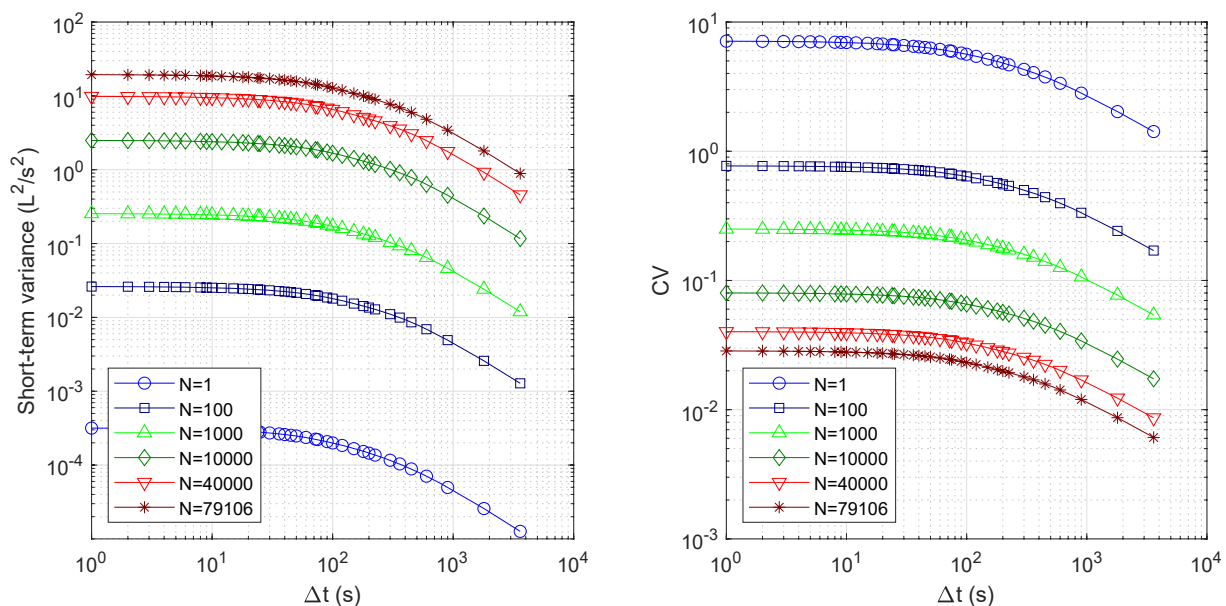 10^2
10^1
10^0
10^-1
10^-2
10^-3
10^-4
Short-term variance (L^2/s^2)
N=1
N=100
N=1000
N=10000
N=40000
N=79106
10^0
10^1
10^2
10^3
10^4
Δt (s)
10^1
10^0
10^-1
10^-2
10^-3
CV
N=1
N=100
N=1000
N=10000
N=40000
N=79106
10^0
10^1
10^2
10^3
10^4
Δt (s)